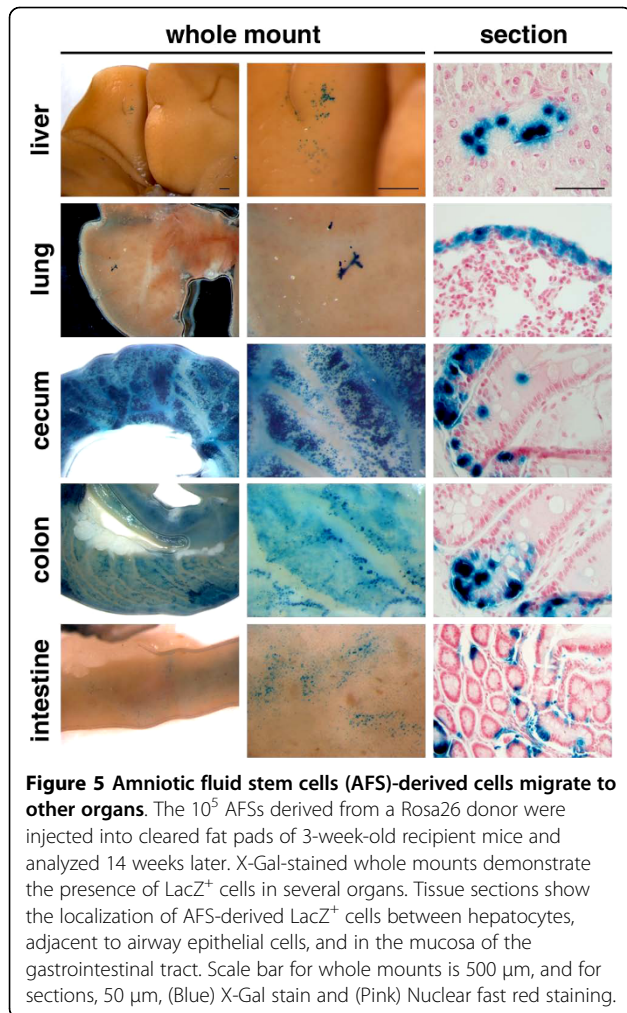 whole mount
section
liver
lung
cecum
colon
intestine
Figure 5 Amniotic fluid stem cells (AFS)-derived cells migrate to
other organs. The 10⁵ AFSs derived from a Rosa26 donor were
injected into cleared fat pads of 3-week-old recipient mice and
analyzed 14 weeks later. X-Gal-stained whole mounts demonstrate
the presence of LacZ⁺ cells in several organs. Tissue sections show
the localization of AFS-derived LacZ⁺ cells between hepatocytes,
adjacent to airway epithelial cells, and in the mucosa of the
gastrointestinal tract. Scale bar for whole mounts is 500 μm, and for
sections, 50 μm, (Blue) X-Gal stain and (Pink) Nuclear fast red staining.